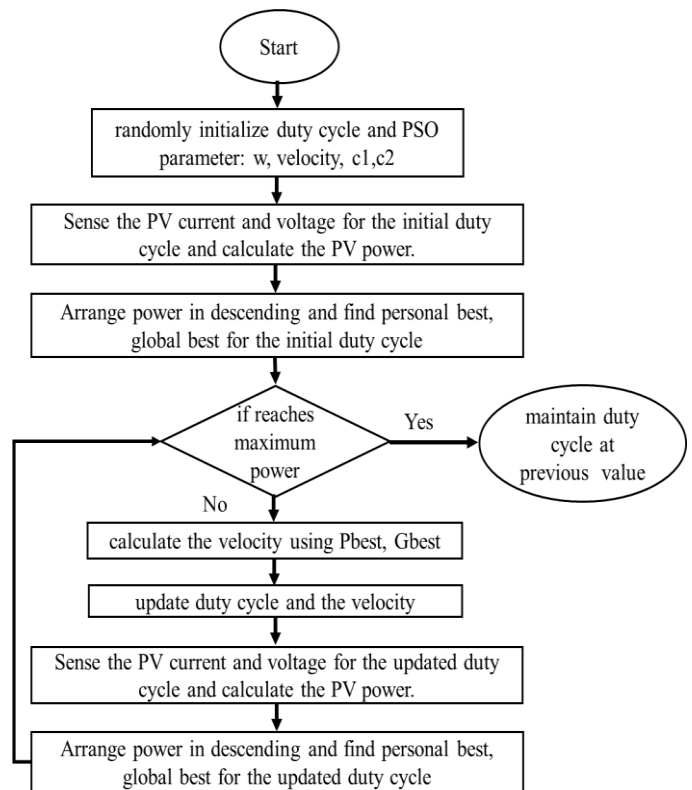 Start
randomly initialize duty cycle and PSO
parameter: w, velocity, c1,c2
Sense the PV current and voltage for the initial duty
cycle and calculate the PV power.
Arrange power in descending and find personal best,
global best for the initial duty cycle
if reaches
maximum
power
Yes
maintain duty
cycle at
previous value
No
calculate the velocity using Pbest, Gbest
update duty cycle and the velocity
Sense the PV current and voltage for the updated duty
cycle and calculate the PV power.
Arrange power in descending and find personal best,
global best for the updated duty cycle